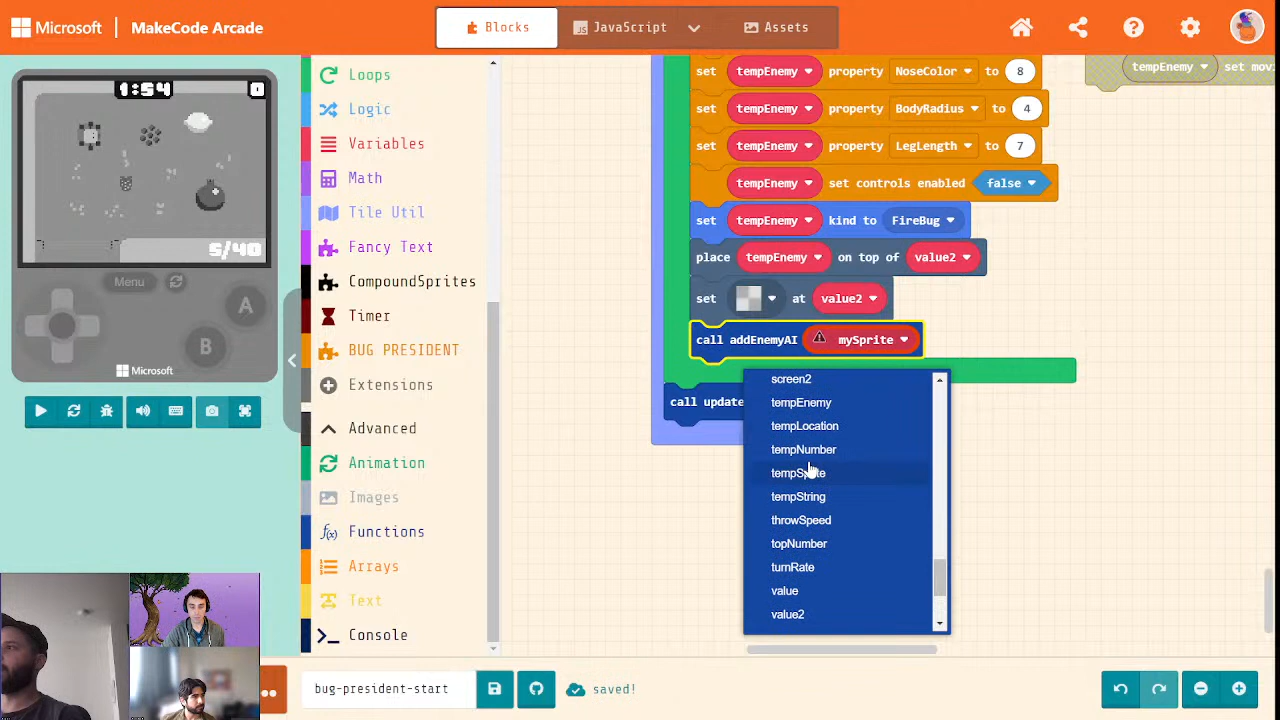 Microsoft
MakeCode Arcade
Blocks
JavaScript
Assets
1:54
5/40
Menu
A
B
Microsoft
Loops
Logic
Variables
Math
Tile Util
Fancy Text
CompoundSprites
Timer
BUG PRESIDENT
Extensions
Advanced
Animation
Images
Functions
Arrays
Text
Console
set tempEnemy property NoseColor to 8
set tempEnemy property BodyRadius to 4
set tempEnemy property LegLength to 7
tempEnemy set controls enabled false
set tempEnemy kind to FireBug
place tempEnemy on top of value2
set at value2
call addEnemyAI mySprite
call update
tempEnemy set movi
screen2
tempEnemy
tempLocation
tempNumber
tempSprite
tempString
throwSpeed
topNumber
turnRate
value
value2
bug-president-start
saved!